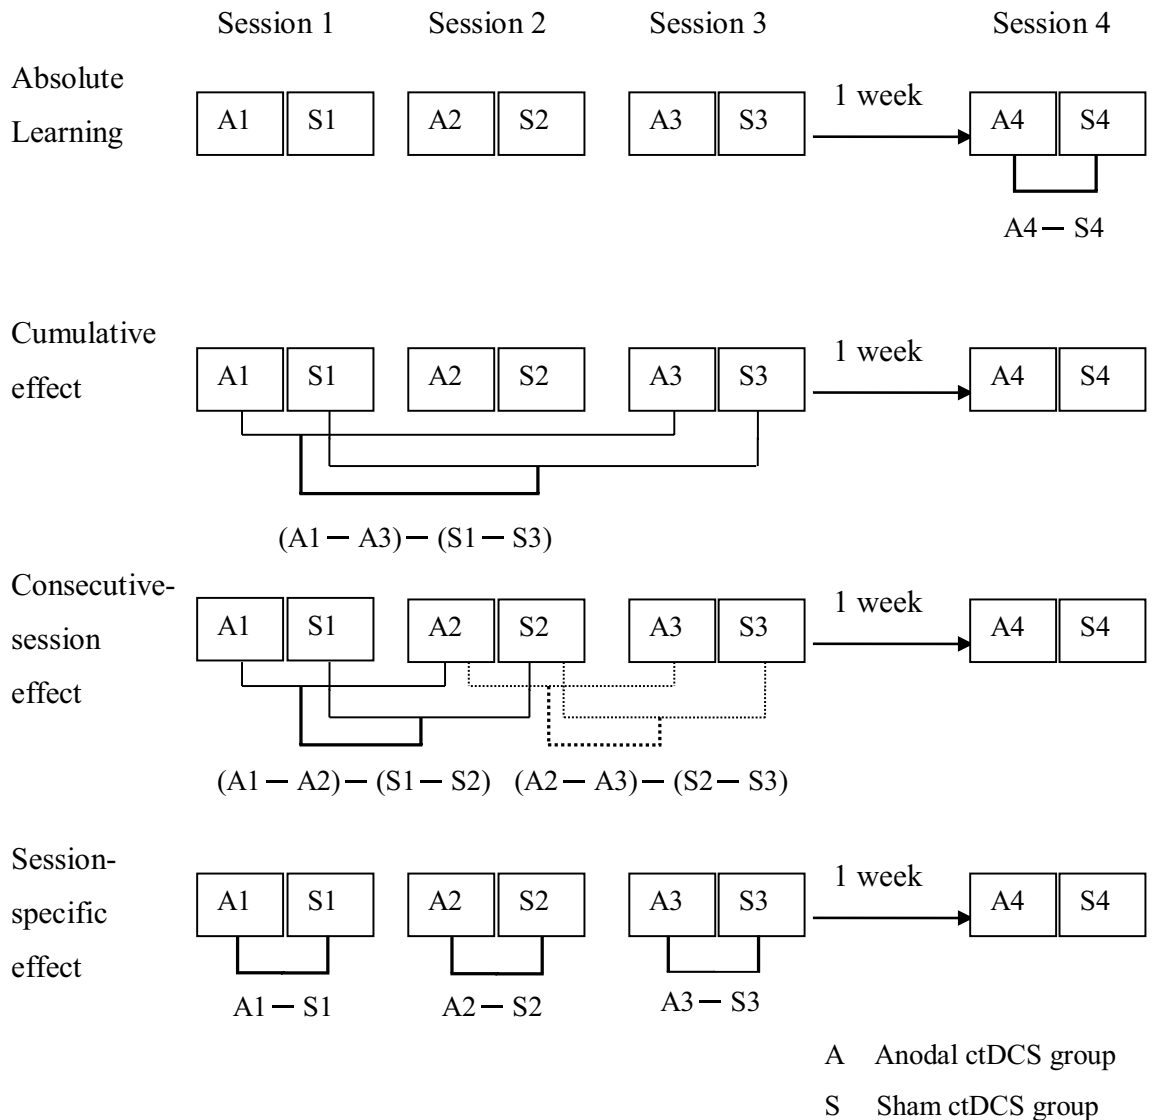 Session 1 Session 2 Session 3 Session 4
Absolute
Learning
A1 S1 A2 S2 A3 S3 1 week A4 S4
A4 — S4
Cumulative
effect
A1 S1 A2 S2 A3 S3 1 week A4 S4
(A1 — A3) — (S1 — S3)
Consecutive-
session
effect
A1 S1 A2 S2 A3 S3 1 week A4 S4
(A1 — A2) — (S1 — S2) (A2 — A3) — (S2 — S3)
Session-
specific
effect
A1 S1 A2 S2 A3 S3 1 week A4 S4
A1 — S1 A2 — S2 A3 — S3
A Anodal ctDCS group
S Sham ctDCS group